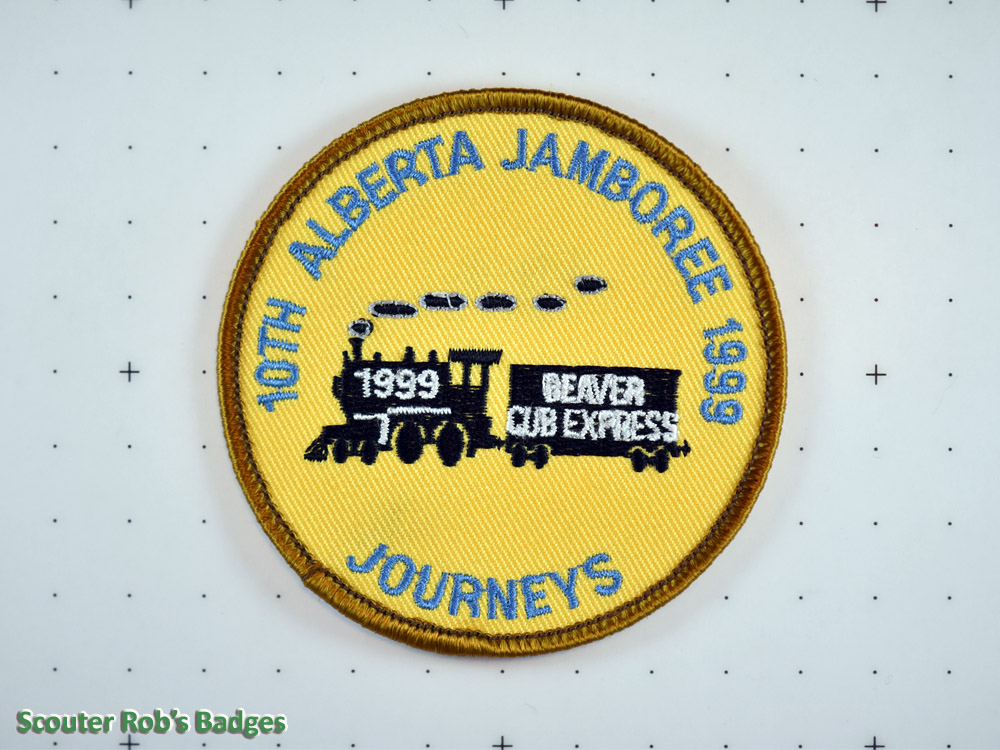 10TH ALBERTA JAMBOREE 1999
1999
BEAVER
CUB EXPRESS
JOURNEYS
Scouter Rob's Badges